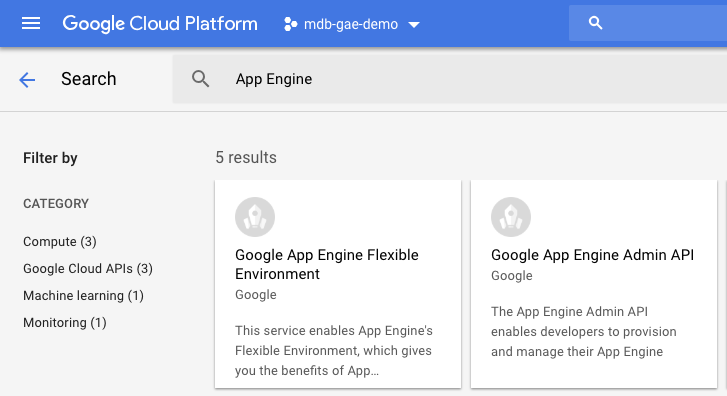 Google Cloud Platform
mdb-gae-demo
Search
App Engine
Filter by
CATEGORY
Compute (3)
Google Cloud APIs (3)
Machine learning (1)
Monitoring (1)
5 results
Google App Engine Flexible
Environment
Google
This service enables App Engine's
Flexible Environment, which gives
you the benefits of App…
Google App Engine Admin API
Google
The App Engine Admin API
enables developers to provision
and manage their App Engine